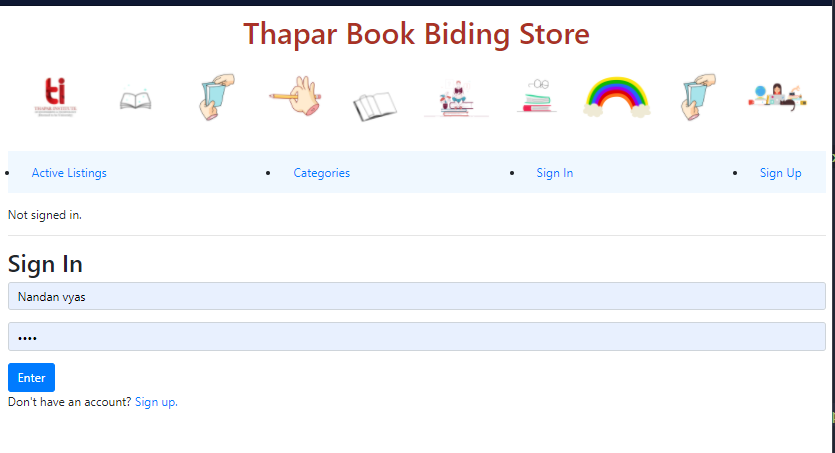 Thapar Book Biding Store
ti
Active Listings
Categories
Sign In
Sign Up
Not signed in.
Sign In
Nandan vyas
••••
Enter
Don't have an account? Sign up.